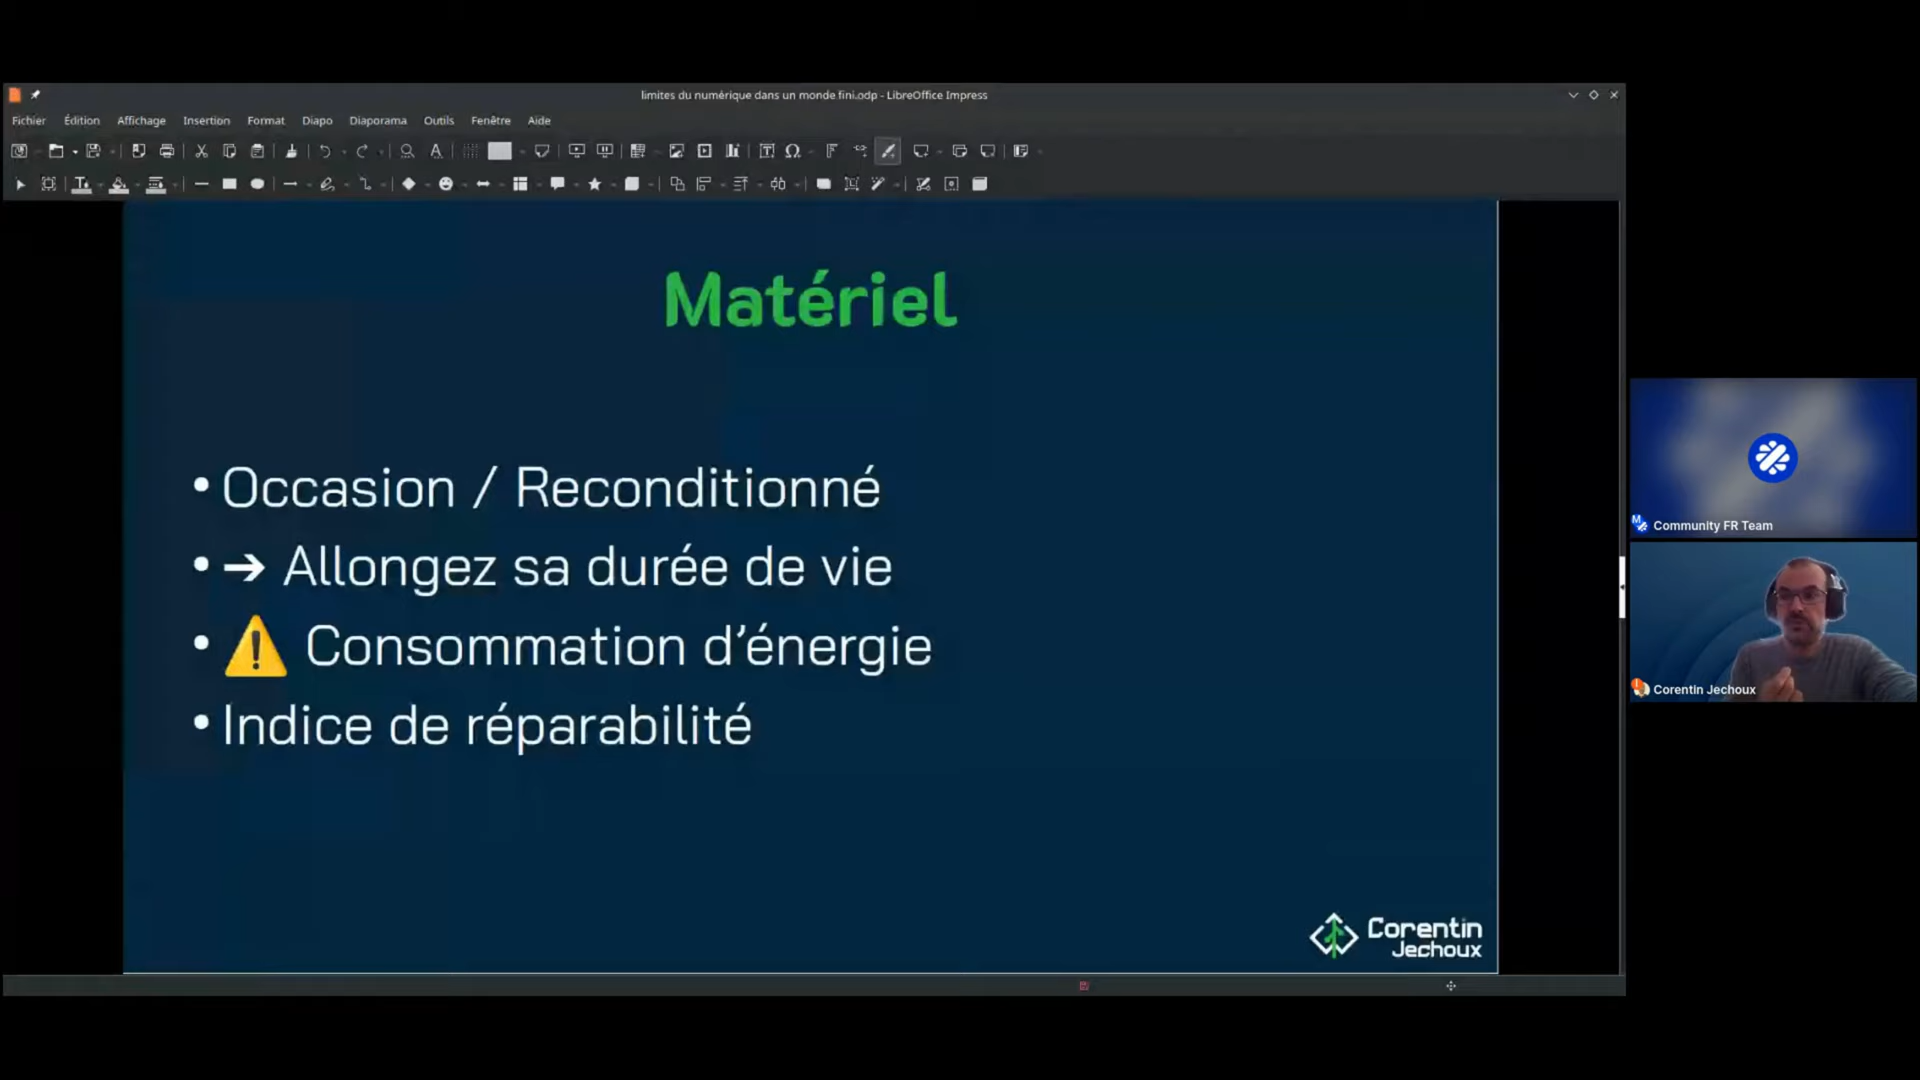 limites du numérique dans un monde fini.odp - LibreOffice Impress
Fichier Édition Affichage Insertion Format Diapo Diaporama Outils Fenêtre Aide
Matériel
• Occasion / Reconditionné
• ➔ Allongez sa durée de vie
• ⚠️ Consommation d’énergie
• Indice de réparabilité
Corentin
Jechoux
Community FR Team
Corentin Jechoux